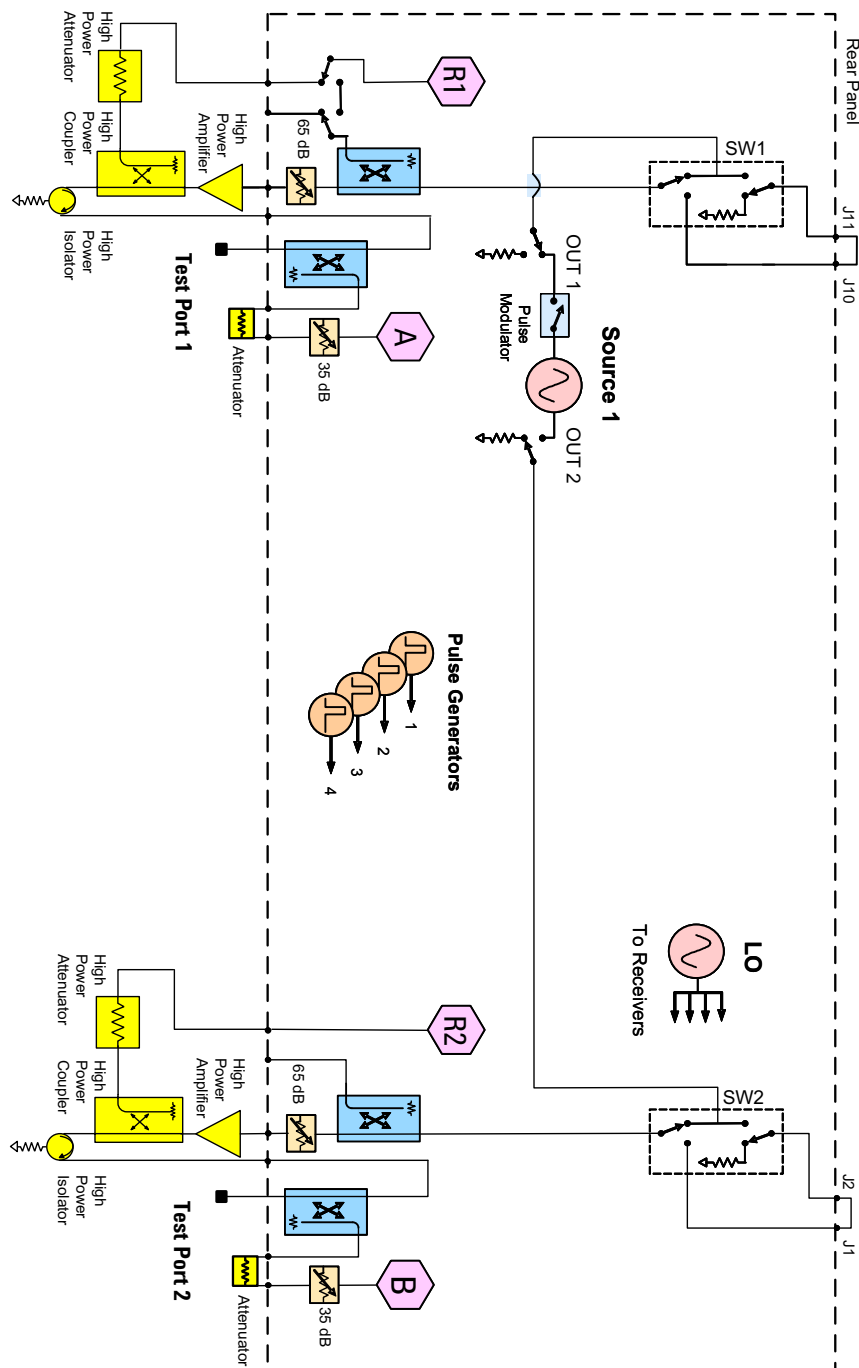 Rear Panel
J11
J10
SW1
J2
J1
SW2
LO
To Receivers
Source 1
OUT 1
Pulse
Modulator
OUT 2
R1
65 dB
A
35 dB
Pulse Generators
1
2
3
4
R2
65 dB
B
35 dB
High
Power
Attenuator
High
Power
Coupler
High
Power
Amplifier
High
Power
Isolator
Test Port 1
Attenuator
High
Power
Attenuator
High
Power
Coupler
High
Power
Amplifier
High
Power
Isolator
Test Port 2
Attenuator